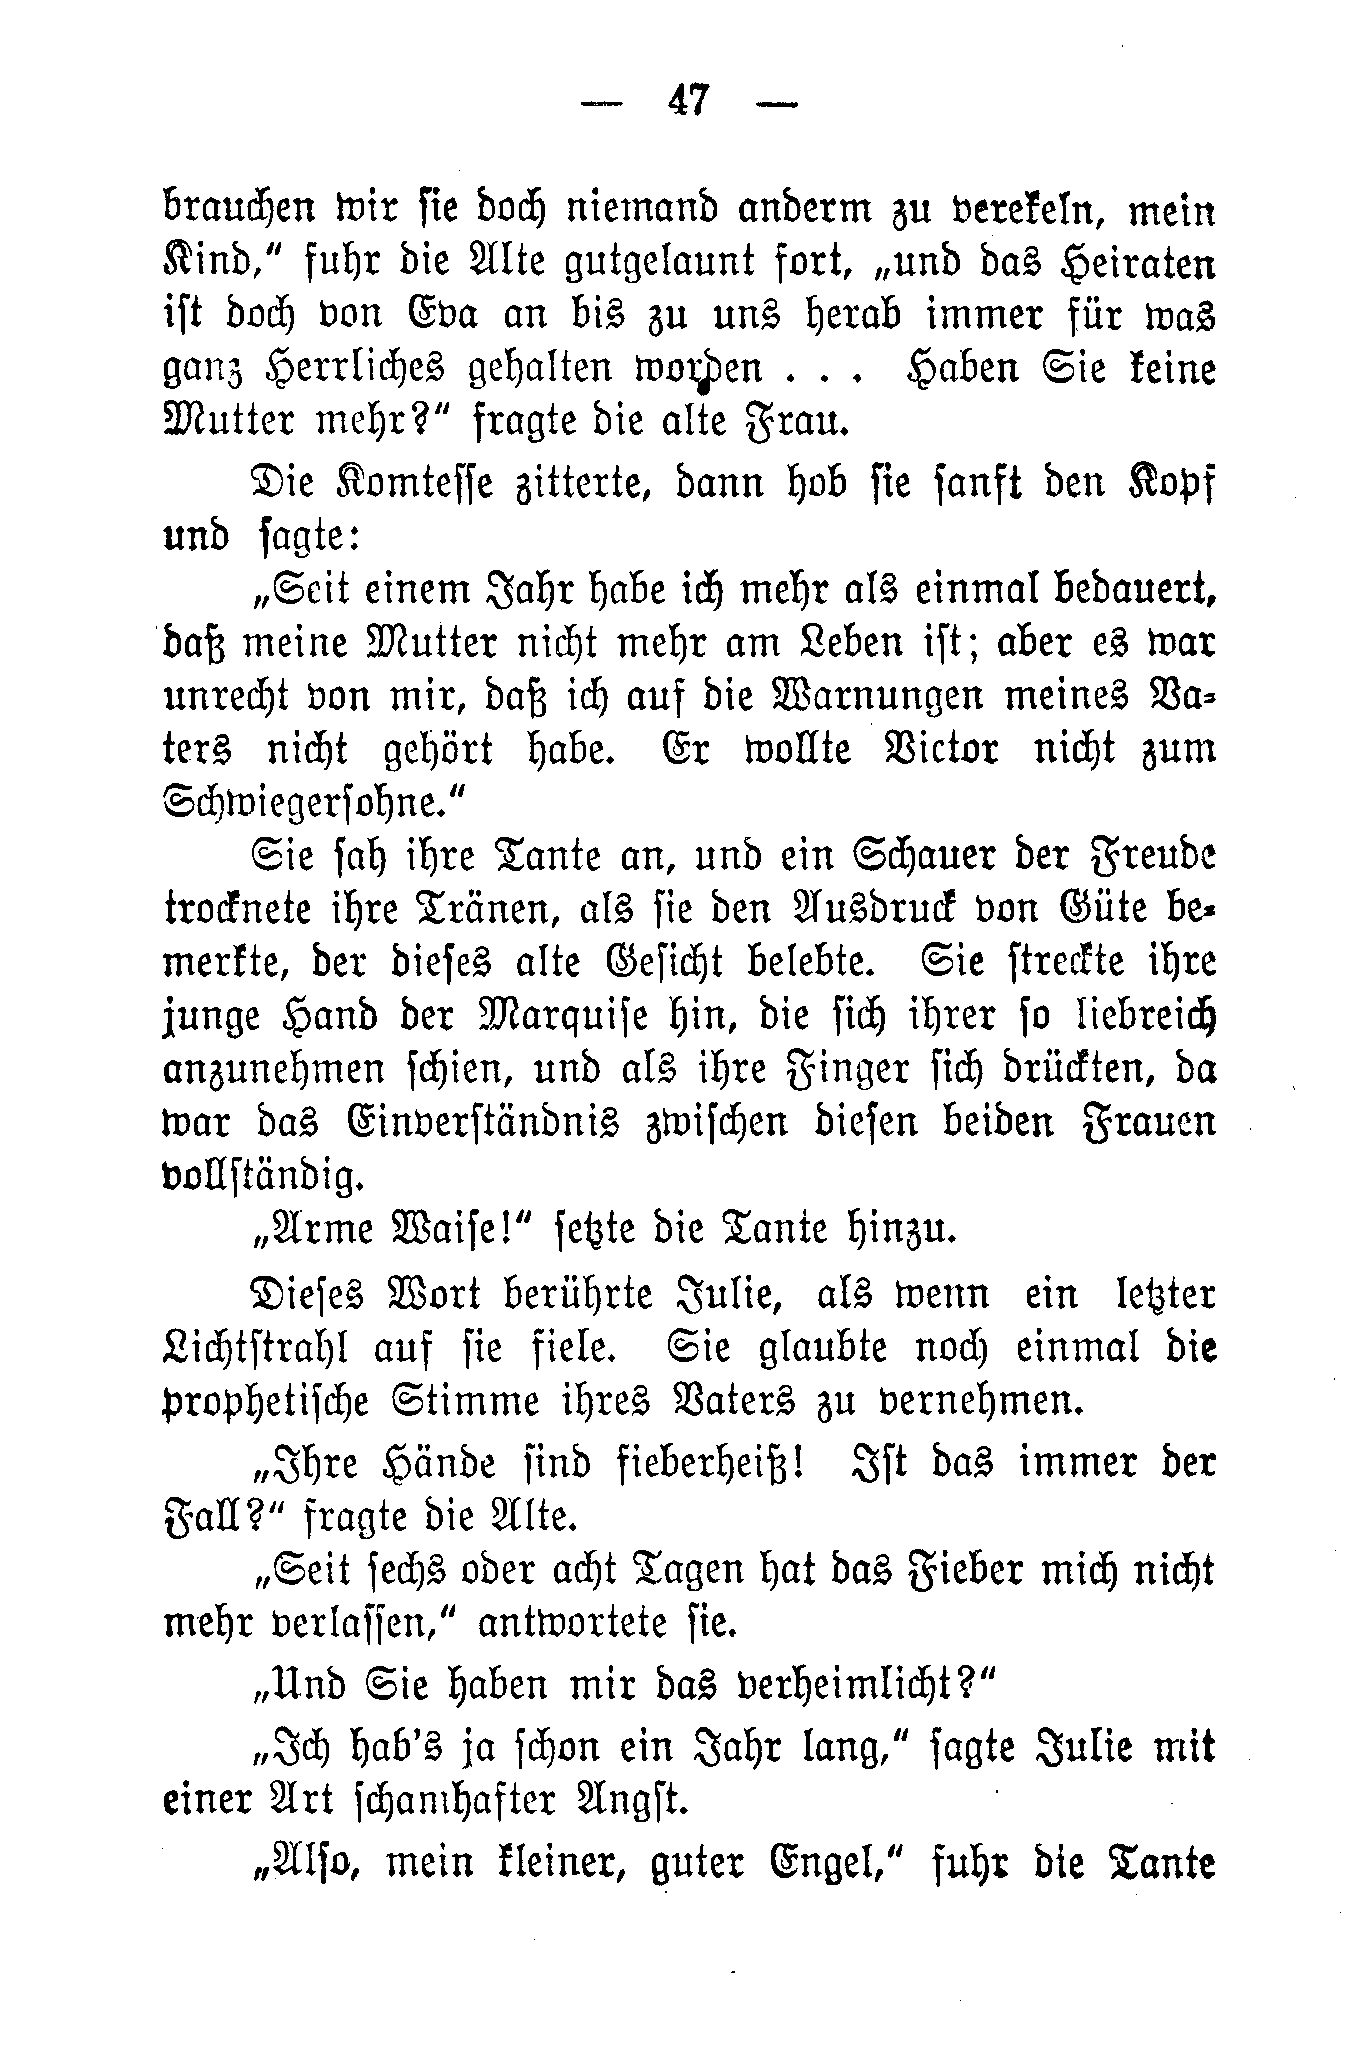 — 47 —
brauchen wir sie doch niemand anderm zu verekeln, mein
Kind,“ fuhr die Alte gutgelaunt fort, „und das Heiraten
ist doch von Eva an bis zu uns herab immer für was
ganz Herrliches gehalten worden . . . Haben Sie keine
Mutter mehr?“ fragte die alte Frau.
Die Komtesse zitterte, dann hob sie sanft den Kopf
und sagte:
„Seit einem Jahr habe ich mehr als einmal bedauert,
daß meine Mutter nicht mehr am Leben ist; aber es war
unrecht von mir, daß ich auf die Warnungen meines Va-
ters nicht gehört habe. Er wollte Victor nicht zum
Schwiegersohne.“
Sie sah ihre Tante an, und ein Schauer der Freude
trocknete ihre Tränen, als sie den Ausdruck von Güte be-
merkte, der dieses alte Gesicht belebte. Sie streckte ihre
junge Hand der Marquise hin, die sich ihrer so liebreich
anzunehmen schien, und als ihre Finger sich drückten, da
war das Einverständnis zwischen diesen beiden Frauen
vollständig.
„Arme Waise!“ setzte die Tante hinzu.
Dieses Wort berührte Julie, als wenn ein letzter
Lichtstrahl auf sie fiele. Sie glaubte noch einmal die
prophetische Stimme ihres Vaters zu vernehmen.
„Ihre Hände sind fieberheiß! Ist das immer der
Fall?“ fragte die Alte.
„Seit sechs oder acht Tagen hat das Fieber mich nicht
mehr verlassen,“ antwortete sie.
„Und Sie haben mir das verheimlicht?“
„Ich hab's ja schon ein Jahr lang,“ sagte Julie mit
einer Art schamhafter Angst.
„Also, mein kleiner, guter Engel,“ fuhr die Tante